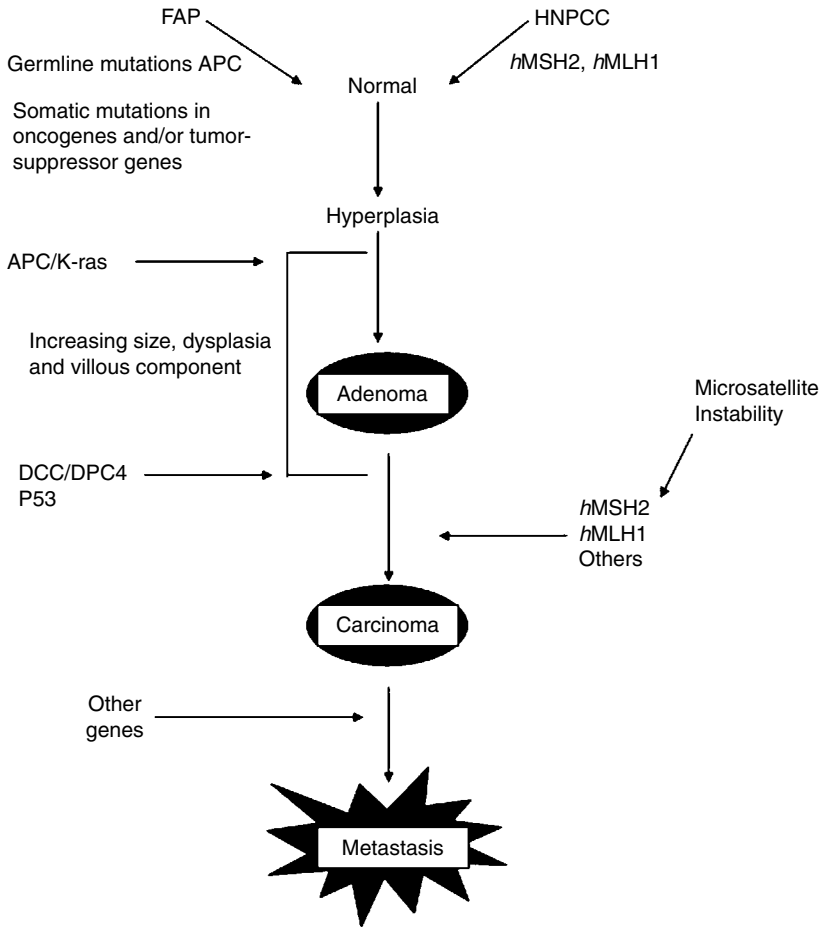 FAP
HNPCC
Germline mutations APC
hMSH2, hMLH1
Normal
Somatic mutations in
oncogenes and/or tumor-
suppressor genes
Hyperplasia
APC/K-ras
Increasing size, dysplasia
and villous component
Adenoma
Microsatellite
Instability
DCC/DPC4
P53
hMSH2
hMLH1
Others
Carcinoma
Other
genes
Metastasis